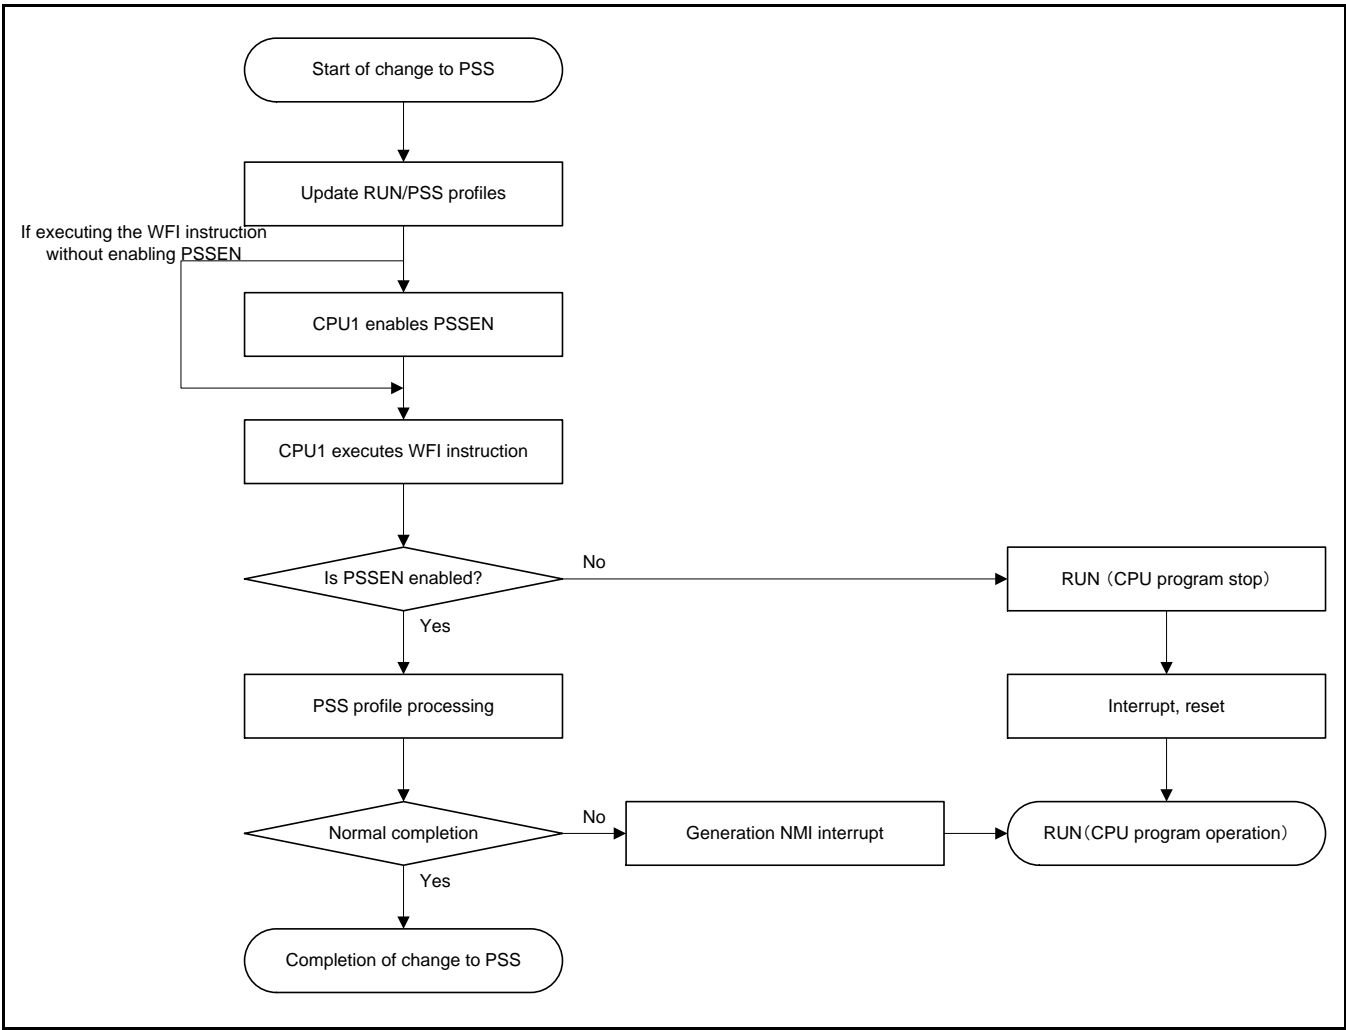 Start of change to PSS
Update RUN/PSS profiles
If executing the WFI instruction
without enabling PSSEN
CPU1 enables PSSEN
CPU1 executes WFI instruction
Is PSSEN enabled?
No
RUN（CPU program stop）
Yes
PSS profile processing
Interrupt, reset
Normal completion
No
Generation NMI interrupt
RUN（CPU program operation）
Yes
Completion of change to PSS